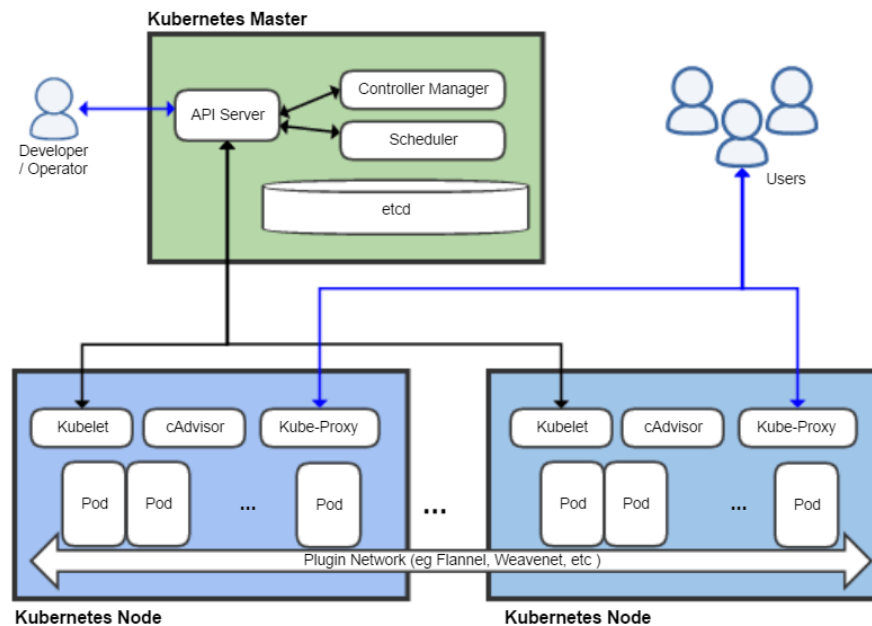 Kubernetes Master
API Server
Controller Manager
Scheduler
etcd
Developer
/ Operator
Users
Kubelet
cAdvisor
Kube-Proxy
Pod
Pod
...
Pod
...
Kubelet
cAdvisor
Kube-Proxy
Pod
Pod
...
Pod
Plugin Network (eg Flannel, Weavenet, etc )
Kubernetes Node
Kubernetes Node